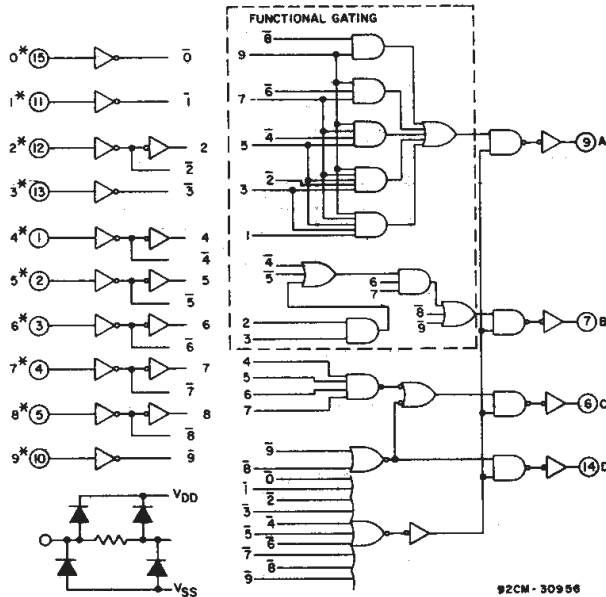 FUNCTIONAL GATING
0* 15 0̅
1* 11 1̅
2* 12 2
2̅
3* 13 3̅
4* 1 4
4̅
5* 2 5
5̅
6* 3 6
6̅
7* 4 7
7̅
8* 5 8
8̅
9* 10 9̅
VDD
VSS
8̅
9
6̅
7
4̅
5
2̅
3
1
9 A
4̅
5̅
6
7
8̅
9̅
2
3
7 B
4
5
6
7
6 C
9̅
8̅
14 D
0̅
1̅
2̅
3̅
4̅
5̅
6̅
7̅
8̅
9̅
92CM-30956